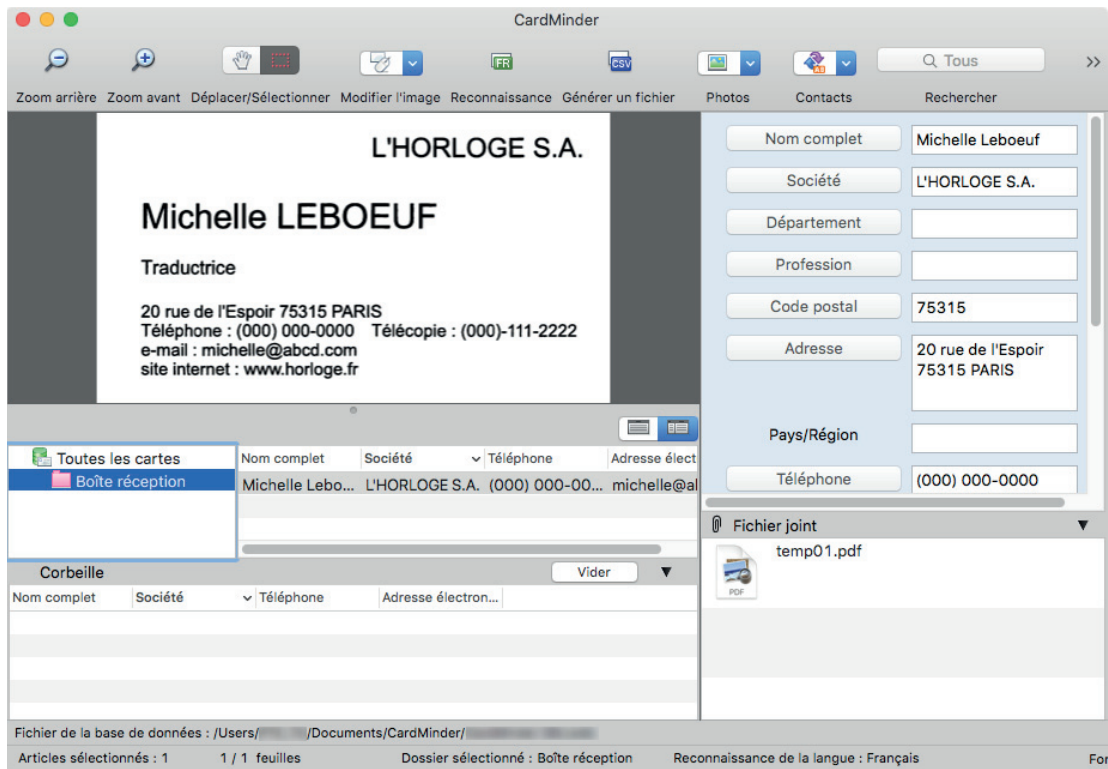 CardMinder
Tous
Zoom arrière Zoom avant Déplacer/Sélectionner Modifier l'image Reconnaissance Générer un fichier Photos Contacts Rechercher
L'HORLOGE S.A.
Michelle LEBOEUF
Traductrice
20 rue de l'Espoir 75315 PARIS
Téléphone : (000) 000-0000 Télécopie : (000)-111-2222
e-mail : michelle@abcd.com
site internet : www.horloge.fr
Nom complet Michelle Leboeuf
Société L'HORLOGE S.A.
Département
Profession
Code postal 75315
Adresse 20 rue de l'Espoir
75315 PARIS
Pays/Région
Téléphone (000) 000-0000
Toutes les cartes
Boîte réception
Nom complet Société Téléphone Adresse élect
Michelle Lebo... L'HORLOGE S.A. (000) 000-00... michelle@a
Fichier joint
temp01.pdf
PDF
Corbeille Vider
Nom complet Société Téléphone Adresse électron...
Fichier de la base de données : /Users/ /Documents/CardMinder/
Articles sélectionnés : 1 1 / 1 feuilles Dossier sélectionné : Boîte réception Reconnaissance de la langue : Français For